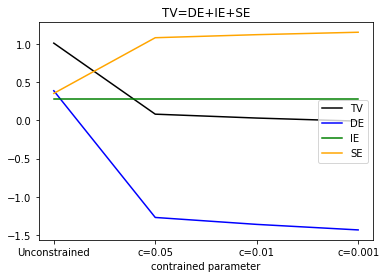 TV=DE+IE+SE
1.0
0.5
0.0
−0.5
−1.0
−1.5
TV
DE
IE
SE
Unconstrained c=0.05 c=0.01 c=0.001
contrained parameter